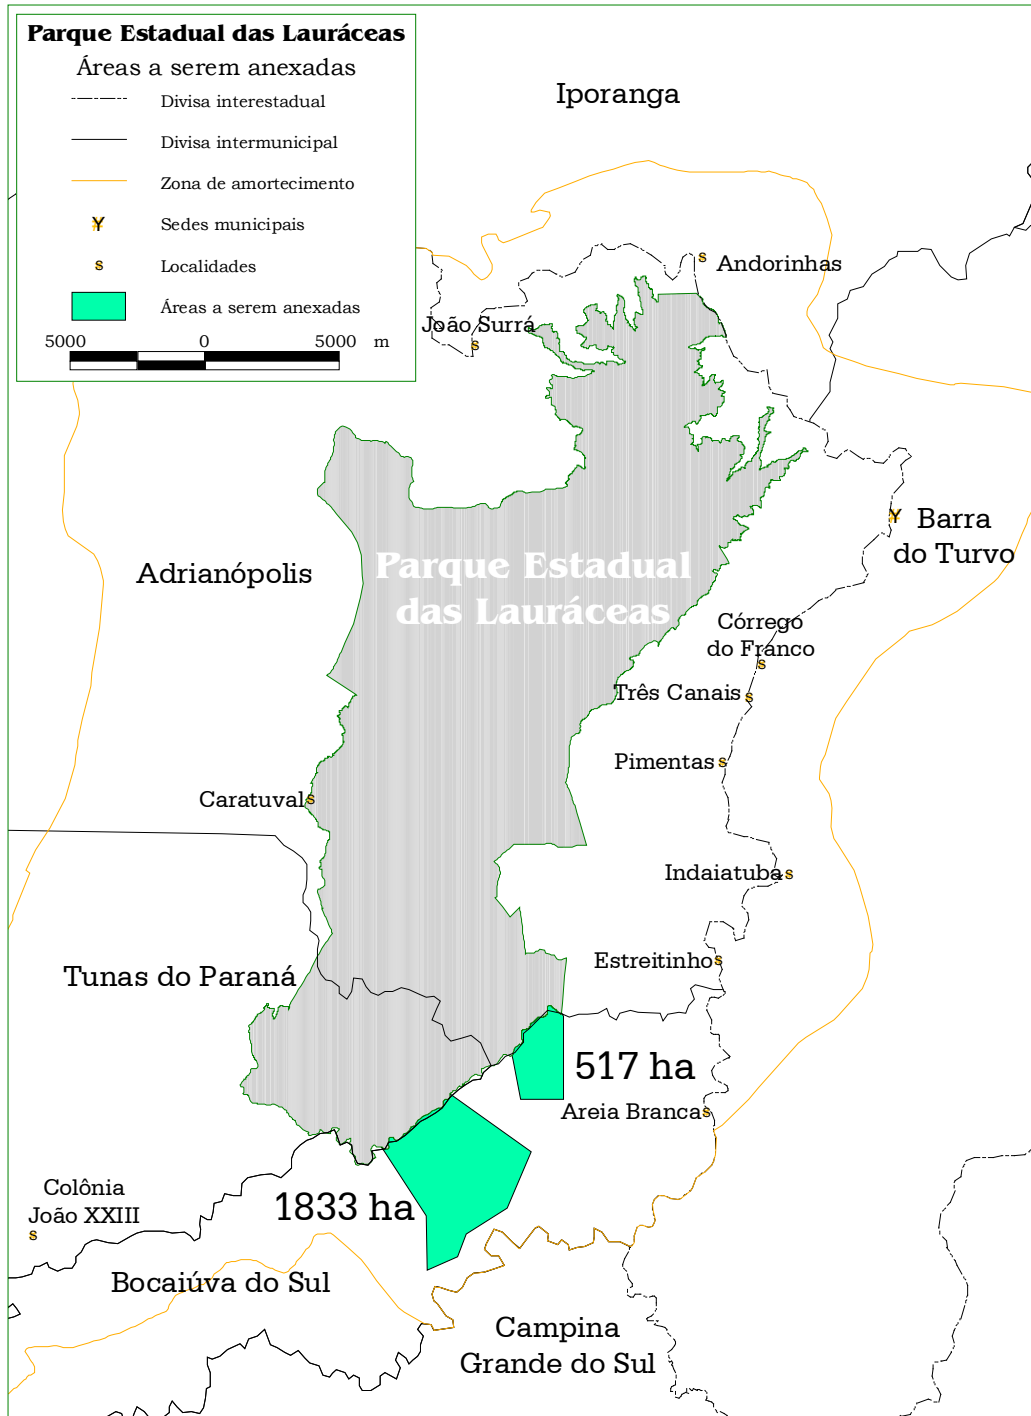 Parque Estadual das Lauráceas
Áreas a serem anexadas
Divisa interestadual
Divisa intermunicipal
Zona de amortecimento
Y Sedes municipais
s Localidades
Áreas a serem anexadas
5000 0 5000 m
Iporanga
s Andorinhas
João Surrá
s
Y Barra
do Turvo
Adrianópolis
Parque Estadual
das Lauráceas
Córrego
do Franco
s
Três Canais s
Pimentas s
Caratuval s
Indaiatuba s
Estreitinho s
Tunas do Paraná
517 ha
Areia Branca s
1833 ha
Colônia
João XXIII
s
Bocaiúva do Sul
Campina
Grande do Sul